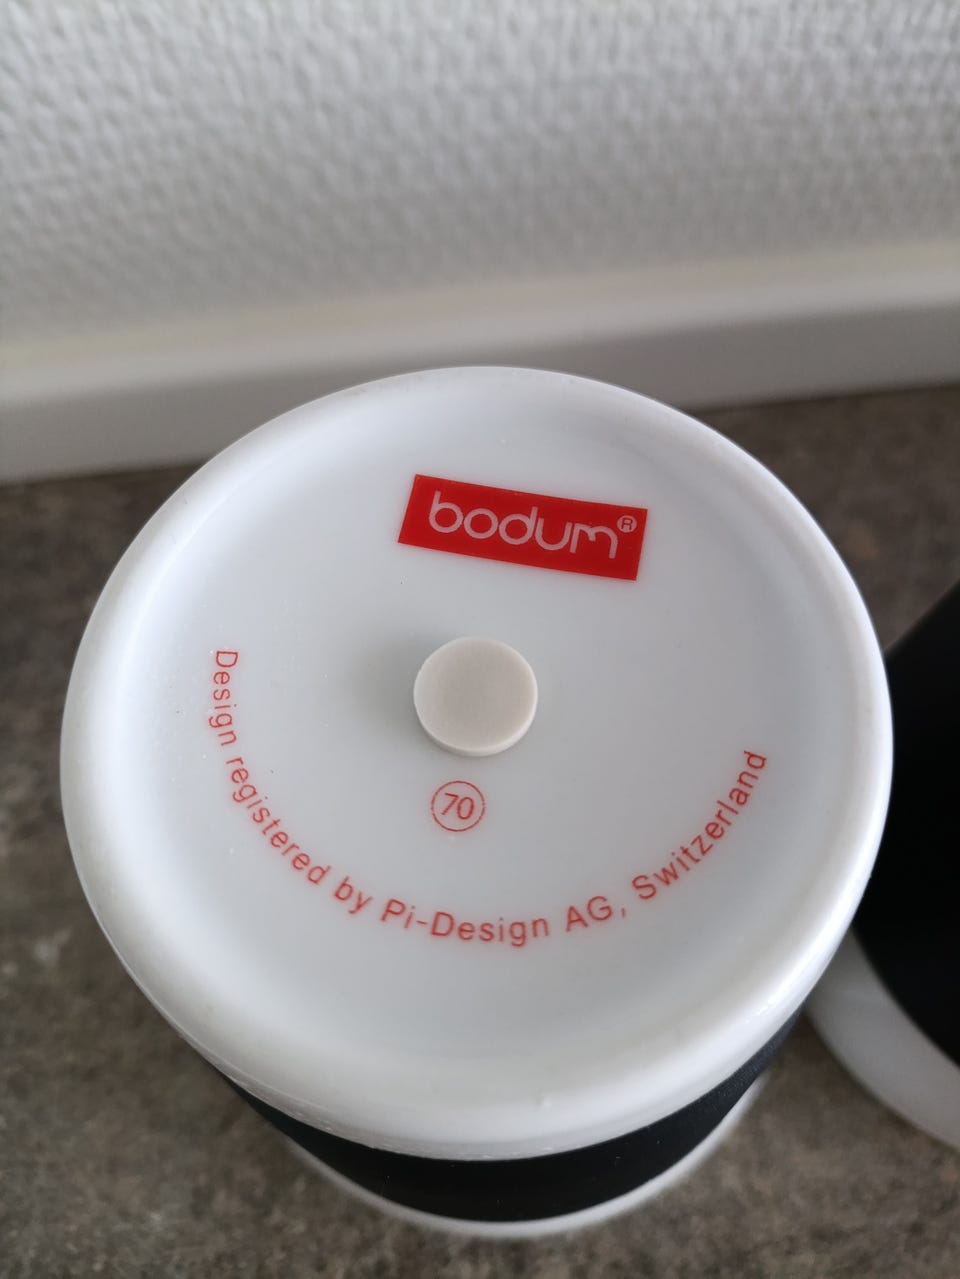 bodum®
70
Design registered by Pi-Design AG, Switzerland